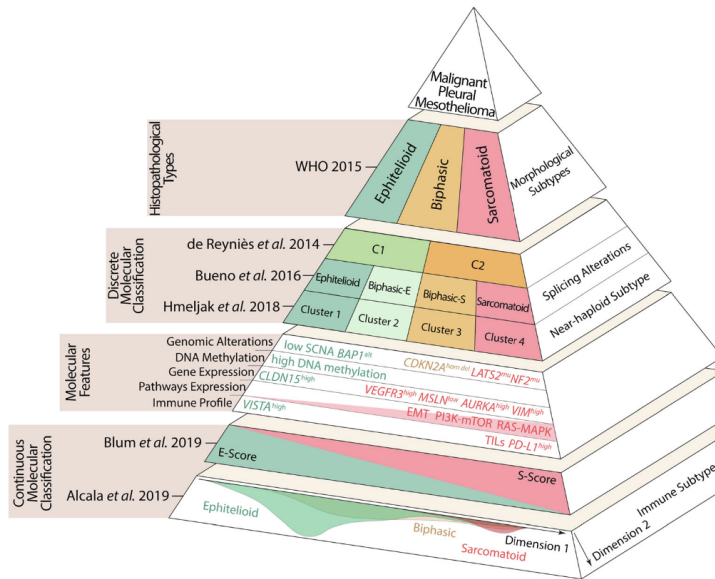 Malignant
Pleural
Mesothelioma
Histopathological
Types
WHO 2015
Ephitelioid
Biphasic
Sarcomatoid
Morphological
Subtypes
Discrete
Molecular
Classification
de Reyniès et al. 2014
C1
C2
Bueno et al. 2016
Ephitelioid
Biphasic-E
Biphasic-S
Sarcomatoid
Hmeljak et al. 2018
Cluster 1
Cluster 2
Cluster 3
Cluster 4
Splicing Alterations
Near-haploid Subtype
Molecular
Features
Genomic Alterations
low SCNA BAP1alt
CDKN2Ahom del LATS2mutNF2mu
DNA Methylation
high DNA methylation
Gene Expression
CLDN15high
VEGFR3high MSLNlow AURKAhigh VIMhigh
Pathways Expression
EMT PI3K-mTOR RAS-MAPK
Immune Profile
VISTAhigh
TILs PD-L1high
Continuous
Molecular
Classification
Blum et al. 2019
E-Score
S-Score
Alcala et al. 2019
Ephitelioid
Biphasic
Sarcomatoid
Dimension 1
Dimension 2
Immune Subtype